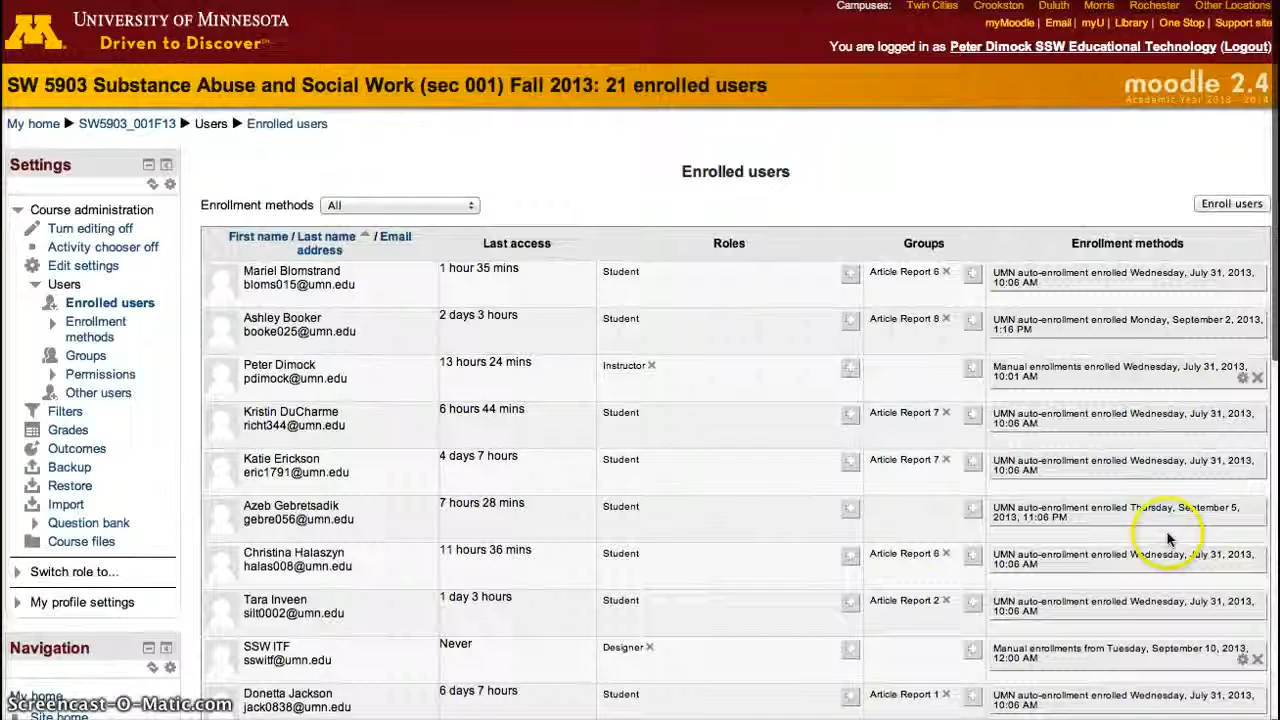 Campuses: Twin Cities Crookston Duluth Morris Rochester Other Locations
UNIVERSITY OF MINNESOTA
Driven to Discover
myMoodle | Email | myU | Library | One Stop | Support site
You are logged in as Peter Dimock SSW Educational Technology (Logout)
SW 5903 Substance Abuse and Social Work (sec 001) Fall 2013: 21 enrolled users
moodle 2.4
Academic Year 2013 - 2014
My home ▶ SW5903_001F13 ▶ Users ▶ Enrolled users
Settings
Course administration
Turn editing off
Activity chooser off
Edit settings
Users
Enrolled users
Enrollment
methods
Groups
Permissions
Other users
Filters
Grades
Outcomes
Backup
Restore
Import
Question bank
Course files
Switch role to...
My profile settings
Navigation
My home
Site home
Enrolled users
Enrollment methods All
Enroll users
First name / Last name / Email
address
Last access Roles Groups Enrollment methods
Mariel Blomstrand 1 hour 35 mins Student Article Report 6 UMN auto-enrollment enrolled Wednesday, July 31, 2013,
bloms015@umn.edu 10:06 AM
Ashley Booker 2 days 3 hours Student Article Report 8 UMN auto-enrollment enrolled Monday, September 2, 2013,
booke025@umn.edu 1:16 PM
Peter Dimock 13 hours 24 mins Instructor Manual enrollments enrolled Wednesday, July 31, 2013,
pdimock@umn.edu 10:01 AM
Kristin DuCharme 6 hours 44 mins Student Article Report 7 UMN auto-enrollment enrolled Wednesday, July 31, 2013,
richt344@umn.edu 10:06 AM
Katie Erickson 4 days 7 hours Student Article Report 7 UMN auto-enrollment enrolled Wednesday, July 31, 2013,
eric1791@umn.edu 10:06 AM
Azeb Gebretsadik 7 hours 28 mins Student UMN auto-enrollment enrolled Thursday, September 5,
gebre056@umn.edu 2013, 11:06 PM
Christina Halaszyn 11 hours 36 mins Student Article Report 6 UMN auto-enrollment enrolled Wednesday, July 31, 2013,
halas008@umn.edu 10:06 AM
Tara Inveen 1 day 3 hours Student Article Report 2 UMN auto-enrollment enrolled Wednesday, July 31, 2013,
silt0002@umn.edu 10:06 AM
SSW ITF Never Designer Manual enrollments from Tuesday, September 10, 2013,
sswitf@umn.edu 12:00 AM
Donetta Jackson 6 days 7 hours Student Article Report 1 UMN auto-enrollment enrolled Wednesday, July 31, 2013,
jack0838@umn.edu 10:06 AM
Screencast-O-Matic.com